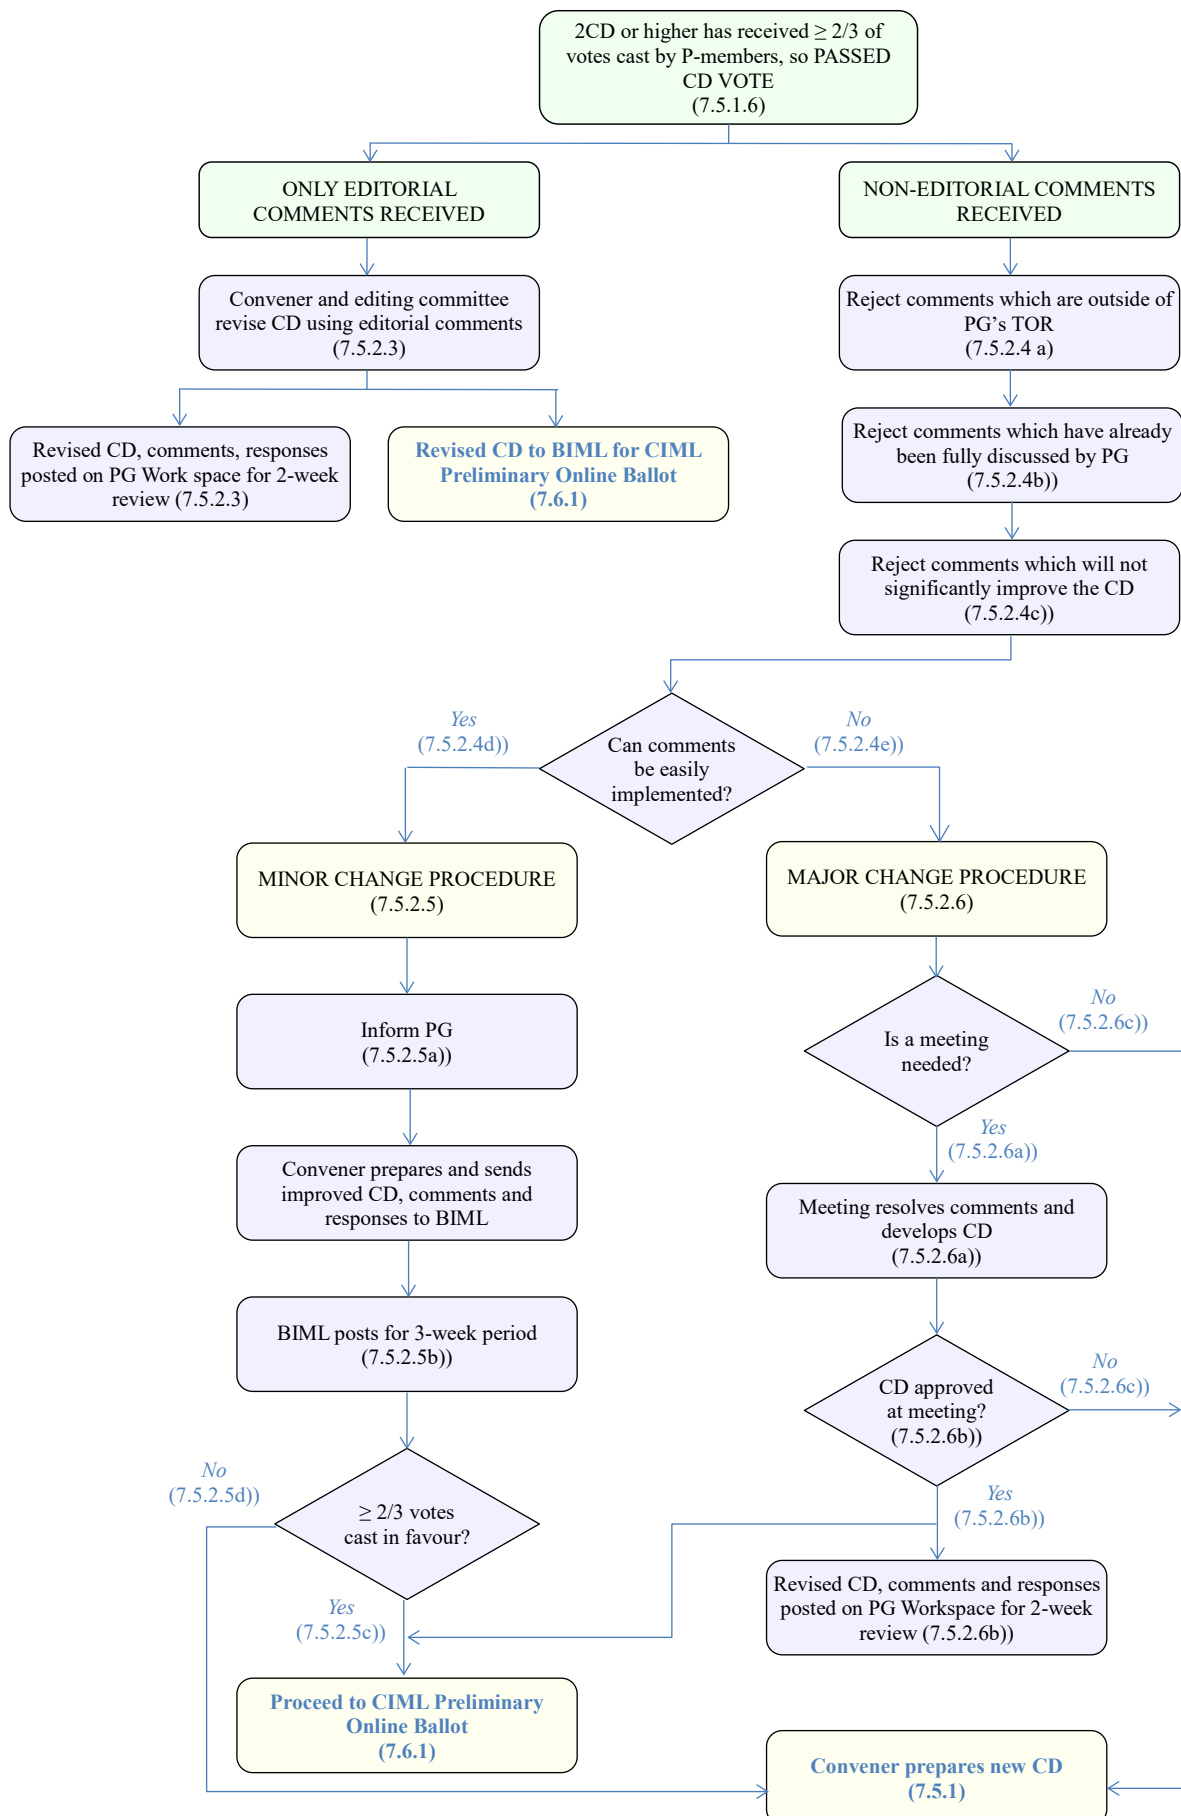 2CD or higher has received ≥ 2/3 of
votes cast by P-members, so PASSED
CD VOTE
(7.5.1.6)
ONLY EDITORIAL
COMMENTS RECEIVED
NON-EDITORIAL COMMENTS
RECEIVED
Convener and editing committee
revise CD using editorial comments
(7.5.2.3)
Reject comments which are outside of
PG's TOR
(7.5.2.4 a)
Revised CD, comments, responses
posted on PG Work space for 2-week
review (7.5.2.3)
Revised CD to BIML for CIML
Preliminary Online Ballot
(7.6.1)
Reject comments which have already
been fully discussed by PG
(7.5.2.4b))
Reject comments which will not
significantly improve the CD
(7.5.2.4c))
Can comments
be easily
implemented?
Yes
(7.5.2.4d))
No
(7.5.2.4e))
MINOR CHANGE PROCEDURE
(7.5.2.5)
MAJOR CHANGE PROCEDURE
(7.5.2.6)
Inform PG
(7.5.2.5a))
Is a meeting
needed?
No
(7.5.2.6c))
Yes
(7.5.2.6a))
Convener prepares and sends
improved CD, comments and
responses to BIML
Meeting resolves comments and
develops CD
(7.5.2.6a))
BIML posts for 3-week period
(7.5.2.5b))
CD approved
at meeting?
(7.5.2.6b))
No
(7.5.2.6c))
≥ 2/3 votes
cast in favour?
No
(7.5.2.5d))
Yes
(7.5.2.6b))
Yes
(7.5.2.5c))
Revised CD, comments and responses
posted on PG Workspace for 2-week
review (7.5.2.6b))
Proceed to CIML Preliminary
Online Ballot
(7.6.1)
Convener prepares new CD
(7.5.1)